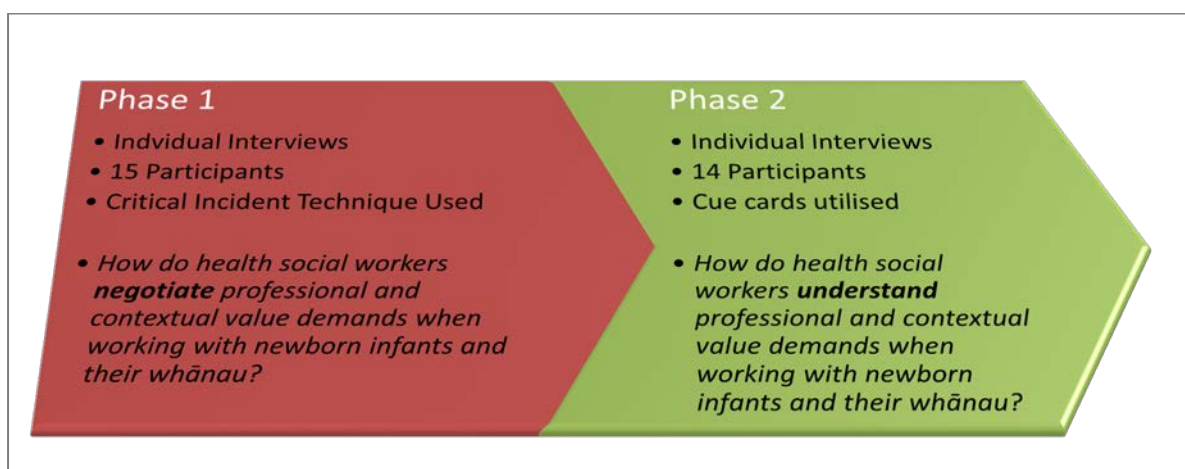 Phase 1
• Indvidual Interviews
• 15 Participants
• Critical Incident Technique Used
• How do health social workers
negotiate professional and
contextual value demands when
working with newborn infants and
their whānau?
Phase 2
• Individual Interviews
• 14 Participants
• Cue cards utilised
• How do health social
workers understand
professional and contextual
value demands when
working with newborn
infants and their whānau?